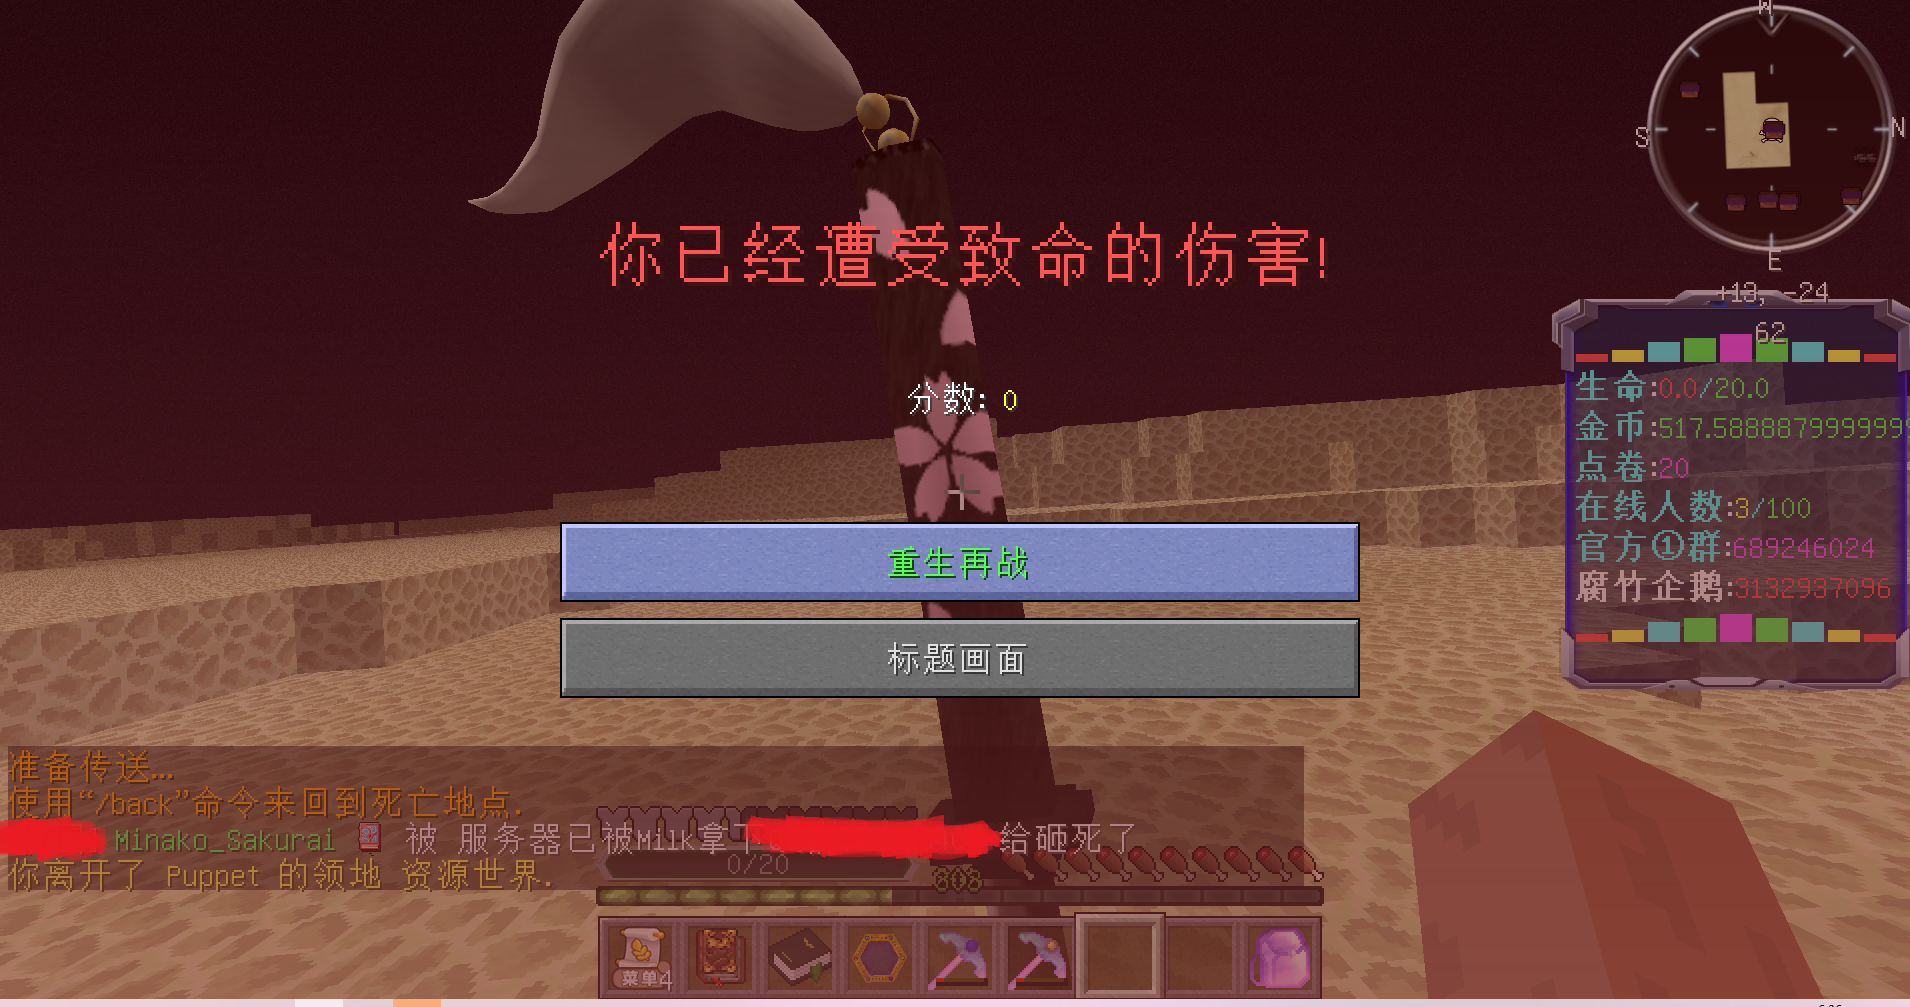 W
S
N
E
+13, -24
62
你已经遭受致命的伤害!
分数: 0
重生再战
标题画面
生命:0.0/20.0
金币:517.5888879999999
点卷:20
在线人数:3/100
官方①群:689246024
腐竹企鹅:3132937096
准备传送...
使用“/back”命令来回到死亡地点.
Minako_Sakurai 被 服务器已被Milk拿下 给砸死了
你离开了 Puppet 的领地 资源世界.
0/20
808
菜单4